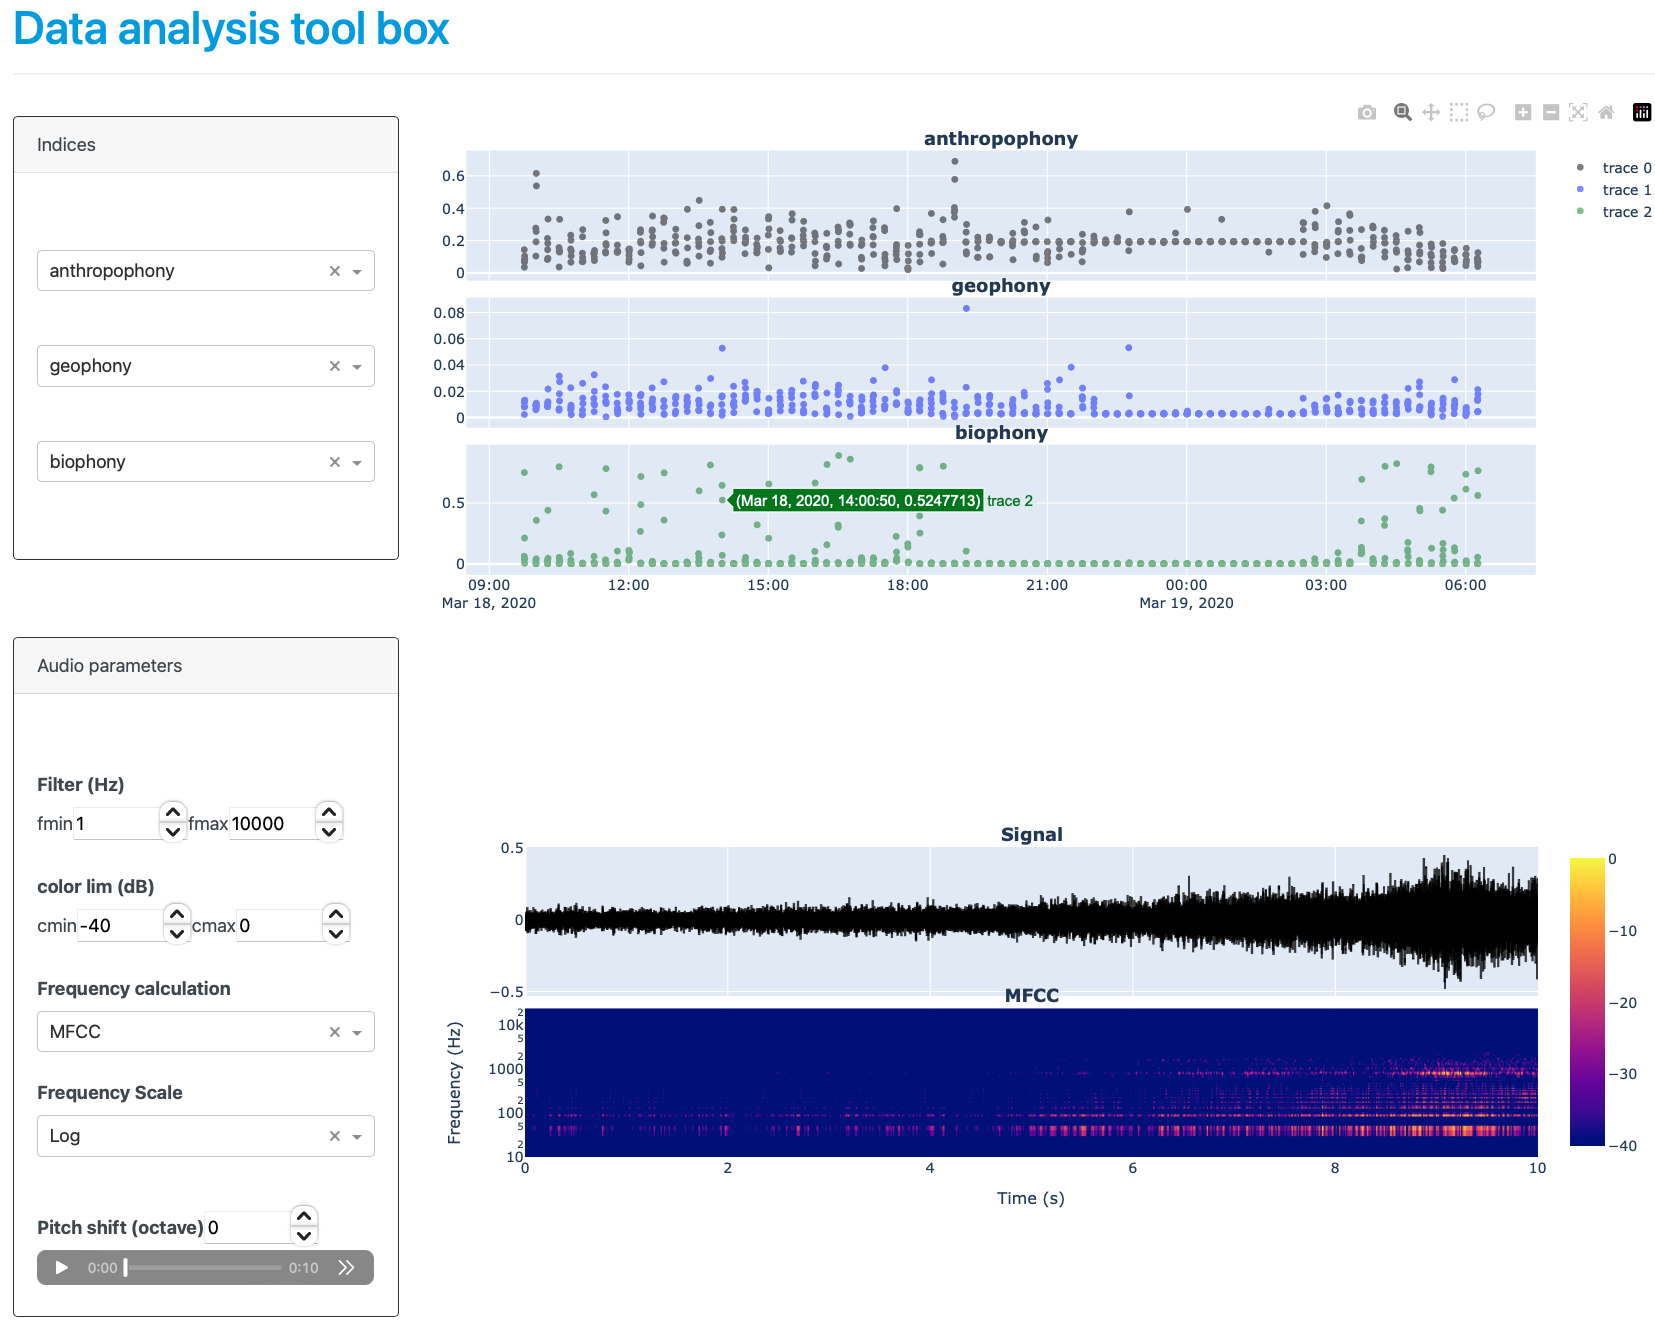 Data analysis tool box
Indices
anthropophony
geophony
biophony
anthropophony
0.6
0.4
0.2
0
trace 0
trace 1
trace 2
geophony
0.08
0.06
0.04
0.02
0
biophony
(Mar 18, 2020, 14:00:50, 0.5247713) trace 2
0.5
0
09:00 12:00 15:00 18:00 21:00 00:00 03:00 06:00
Mar 18, 2020 Mar 19, 2020
Audio parameters
Filter (Hz)
fmin 1 fmax 10000
color lim (dB)
cmin -40 cmax 0
Frequency calculation
MFCC
Frequency Scale
Log
Pitch shift (octave) 0
0:00 0:10
Signal
0.5
0
−0.5
MFCC
Frequency (Hz)
2
10k
5
2
1000
5
2
100
5
2
10
0 2 4 6 8 10
Time (s)
0
−10
−20
−30
−40